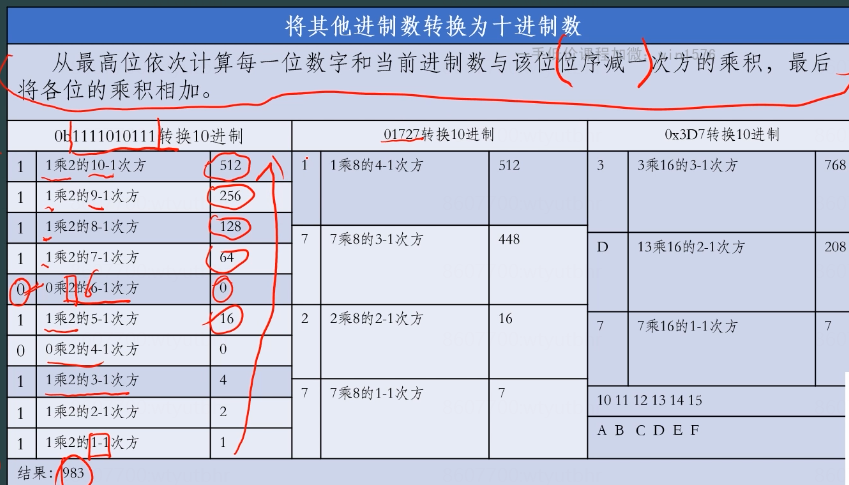 将其他进制数转换为十进制数
从最高位依次计算每一位数字和当前进制数与该位位序减一次方的乘积，最后
将各位的乘积相加。
0b1111010111转换10进制 01727转换10进制 0x3D7转换10进制
1 1乘2的10-1次方 512
1 1乘2的9-1次方 256
1 1乘2的8-1次方 128
1 1乘2的7-1次方 64
0 0乘2的6-1次方 0
1 1乘2的5-1次方 16
0 0乘2的4-1次方 0
1 1乘2的3-1次方 4
1 1乘2的2-1次方 2
1 1乘2的1-1次方 1
结果：983
1 1乘8的4-1次方 512
7 7乘8的3-1次方 448
2 2乘8的2-1次方 16
7 7乘8的1-1次方 7
3 3乘16的3-1次方 768
D 13乘16的2-1次方 208
7 7乘16的1-1次方 7
10 11 12 13 14 15
A B C D E F